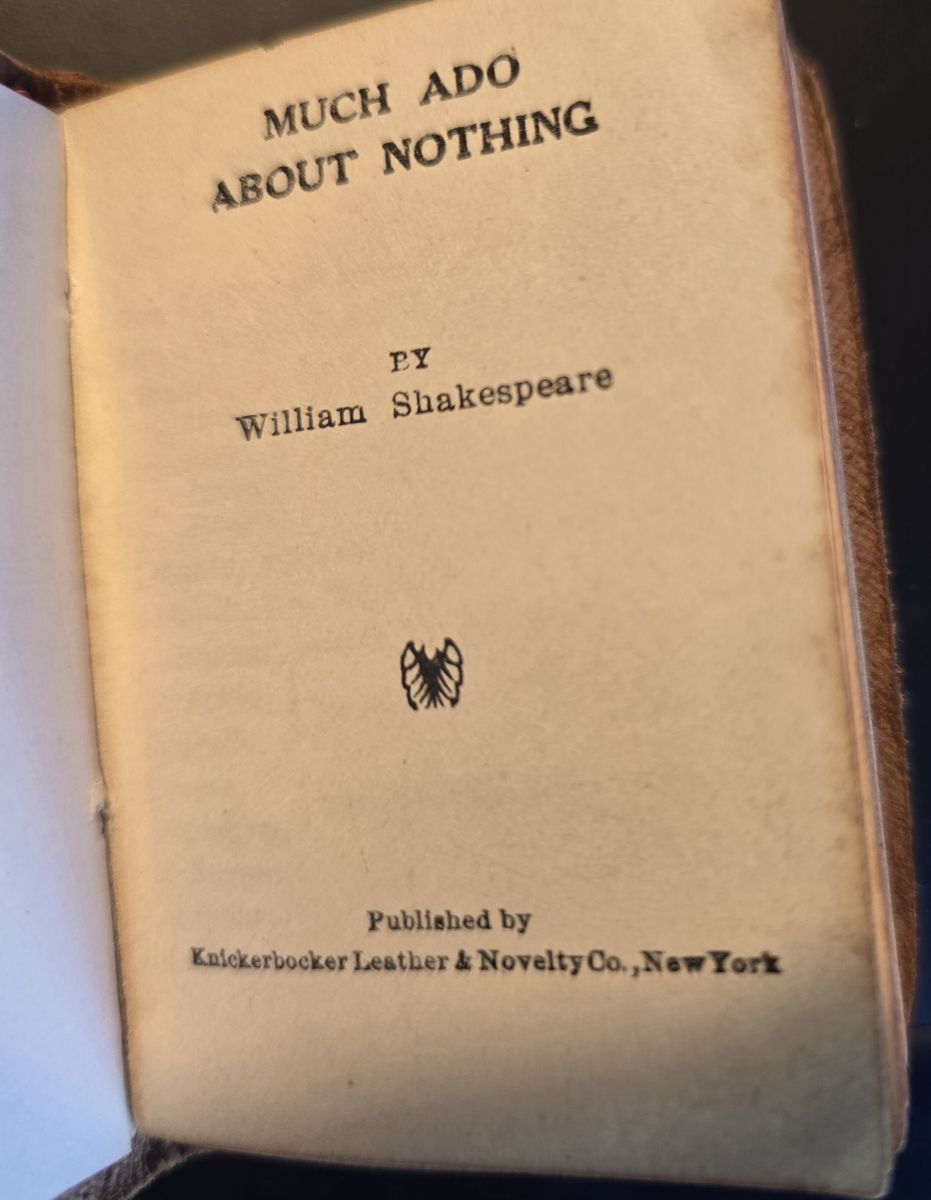 MUCH ADO
ABOUT NOTHING
BY
William Shakespeare
Published by
Knickerbocker Leather & Novelty Co., New York